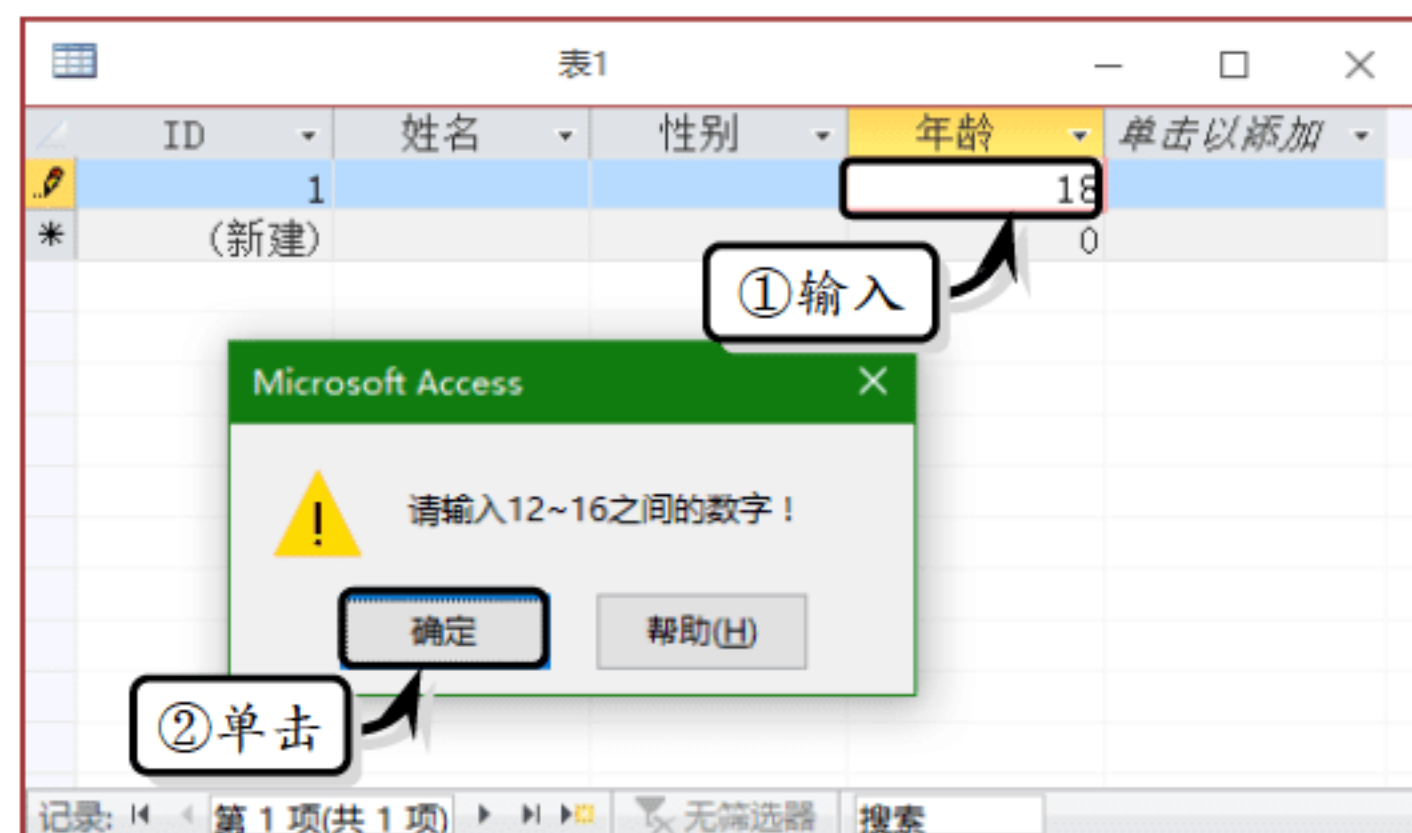 表1
ID 姓名 性别 年龄 单击以添加
1 18
(新建) 0
①输入
Microsoft Access
请输入12~16之间的数字！
确定 帮助(H)
②单击
记录: 第 1 项(共 1 项) 无筛选器 搜索